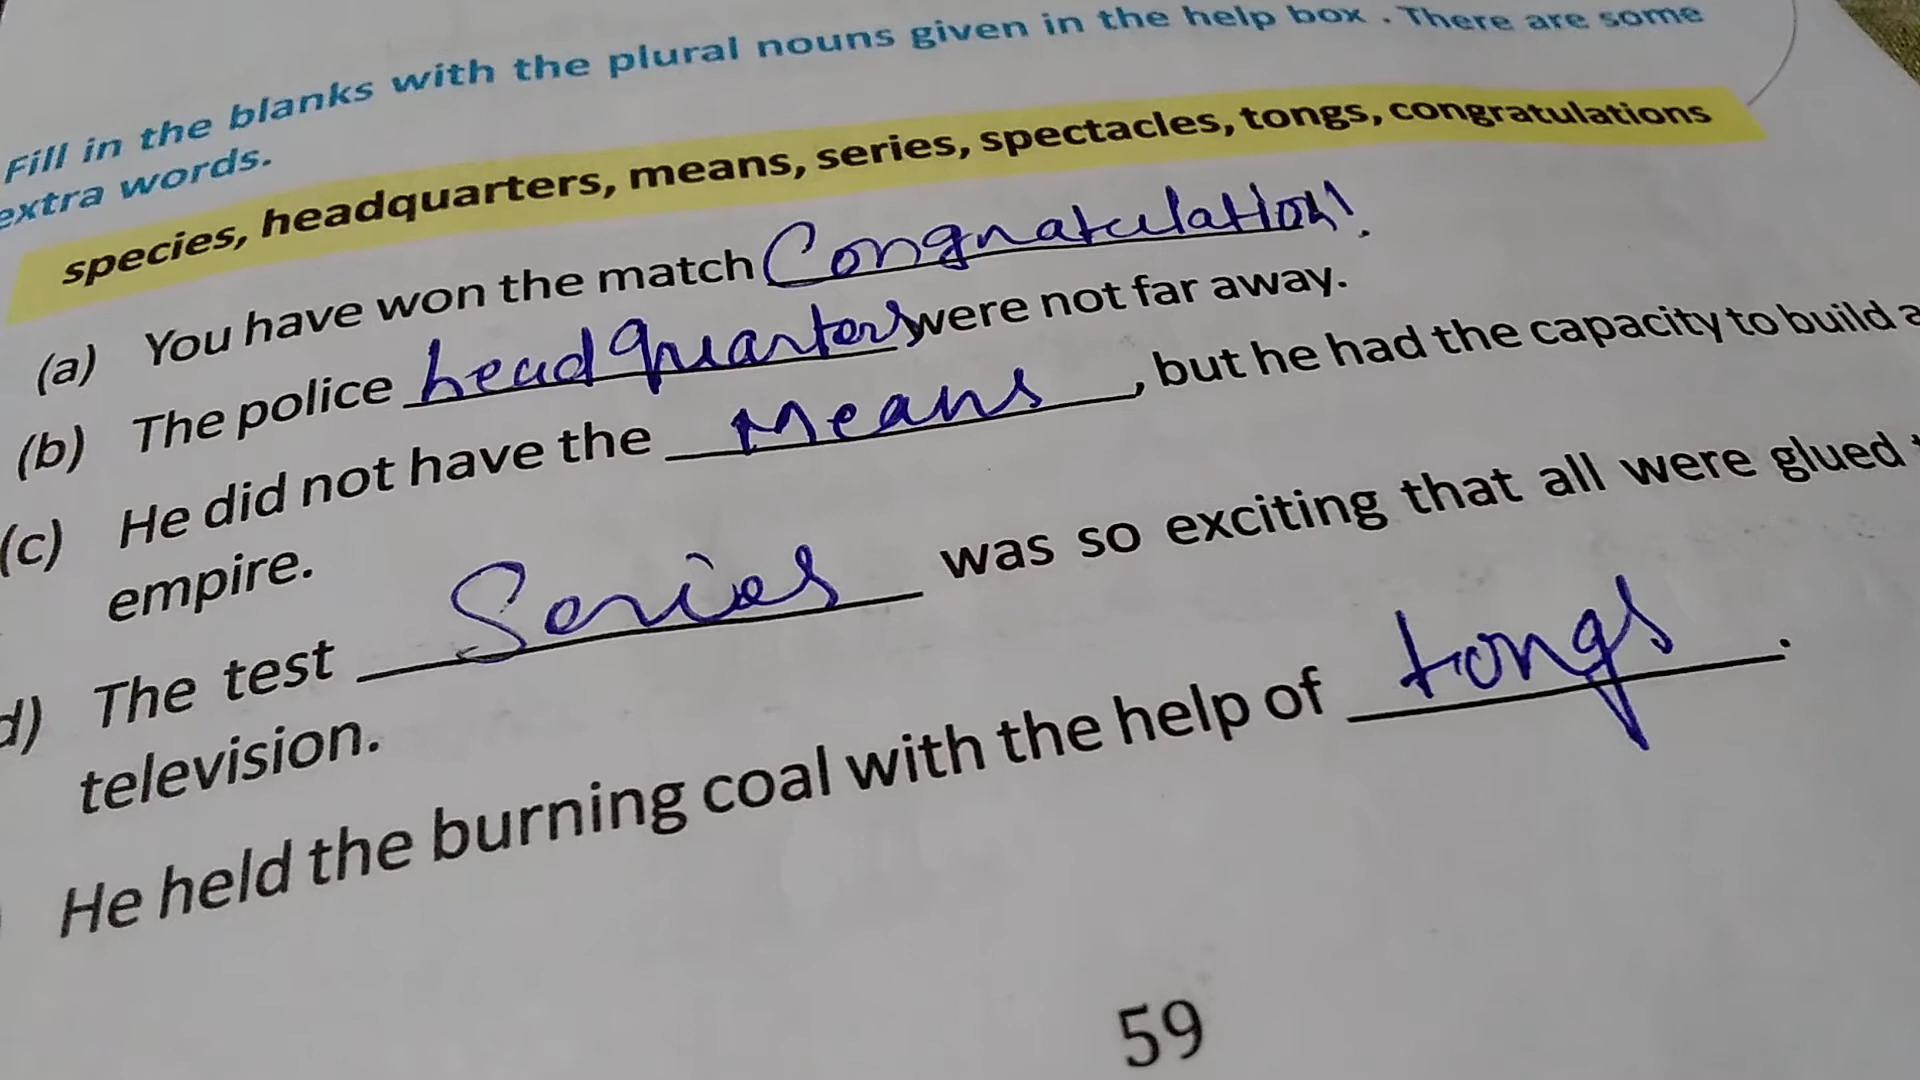 Fill in the blanks with the plural nouns given in the help box . There are some
extra words.
species, headquarters, means, series, spectacles, tongs, congratulations
(a) You have won the match Congratulation!
(b) The police headquarters were not far away.
(c) He did not have the Means, but he had the capacity to build a
empire.
d) The test Series was so exciting that all were glued
television.
He held the burning coal with the help of tongs.
59